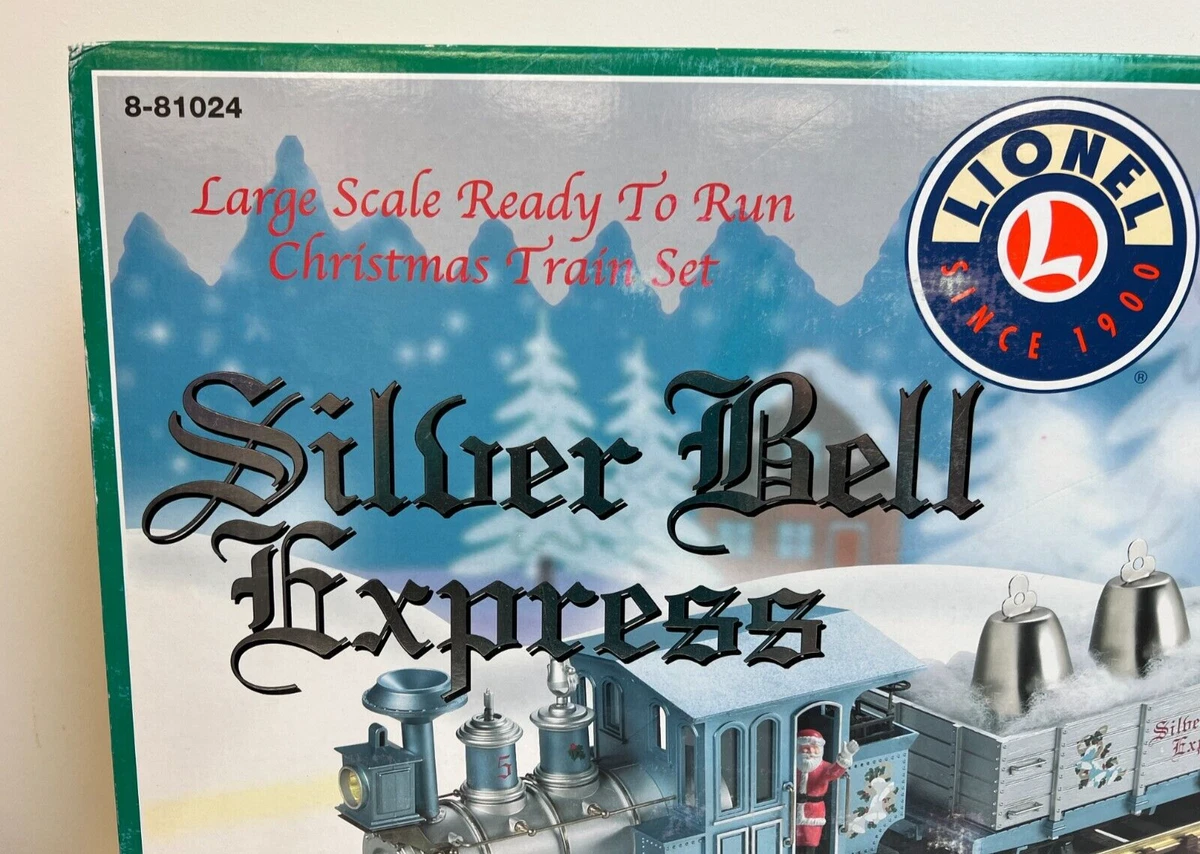 8-81024
LIONEL
L
SINCE 1900
®
Large Scale Ready To Run
Christmas Train Set
Silver Bell
Express
5